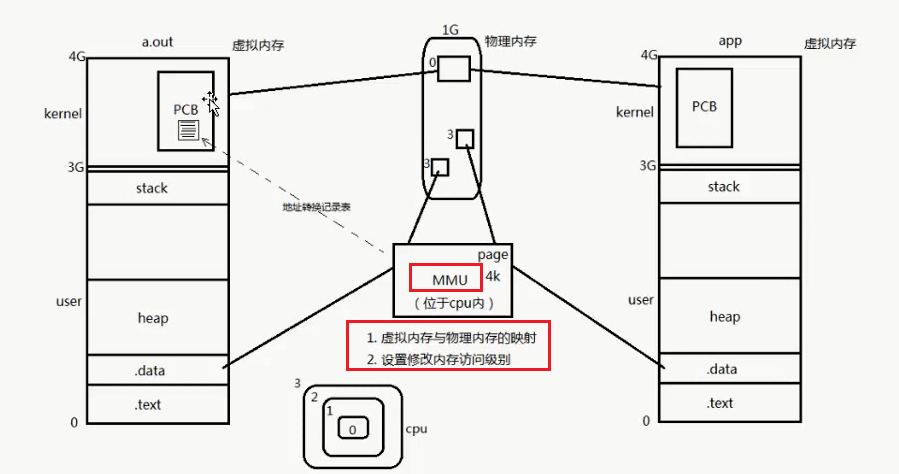 a.out
虚拟内存
4G
PCB
kernel
3G
stack
user
heap
.data
.text
0
地址转换记录表
1G
物理内存
0
3
3
page
MMU
4k
（位于cpu内）
1. 虚拟内存与物理内存的映射
2. 设置修改内存访问级别
3
2
1
0
cpu
app
虚拟内存
4G
PCB
kernel
3G
stack
user
heap
.data
.text
0